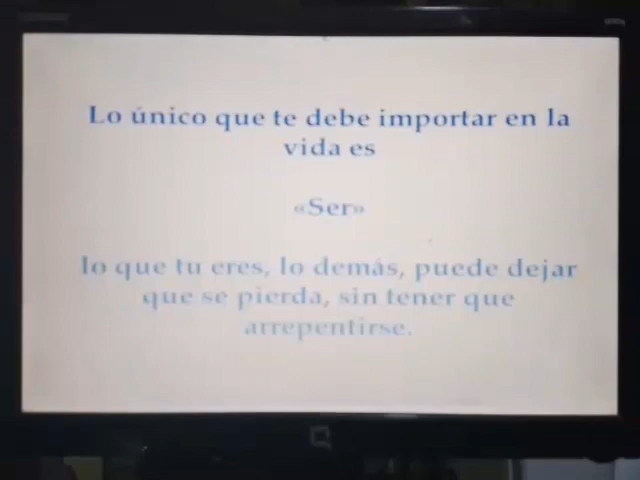 Lo único que te debe importar en la
vida es
«Ser»
lo que tu eres, lo demás, puede dejar
que se pierda, sin tener que
arrepentirse.